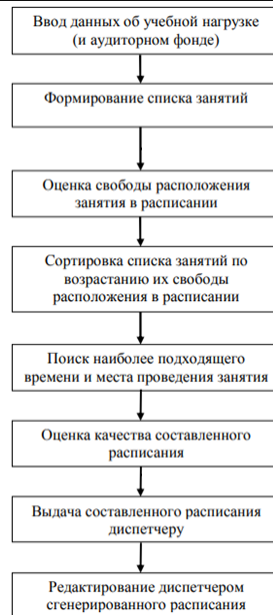 Ввод данных об учебной нагрузке
(и аудиторном фонде)
Формирование списка занятий
Оценка свободы расположения
занятия в расписании
Сортировка списка занятий по
возрастанию их свободы
расположения в расписании
Поиск наиболее подходящего
времени и места проведения занятия
Оценка качества составленного
расписания
Выдача составленного расписания
диспетчеру
Редактирование диспетчером
сгенерированного расписания